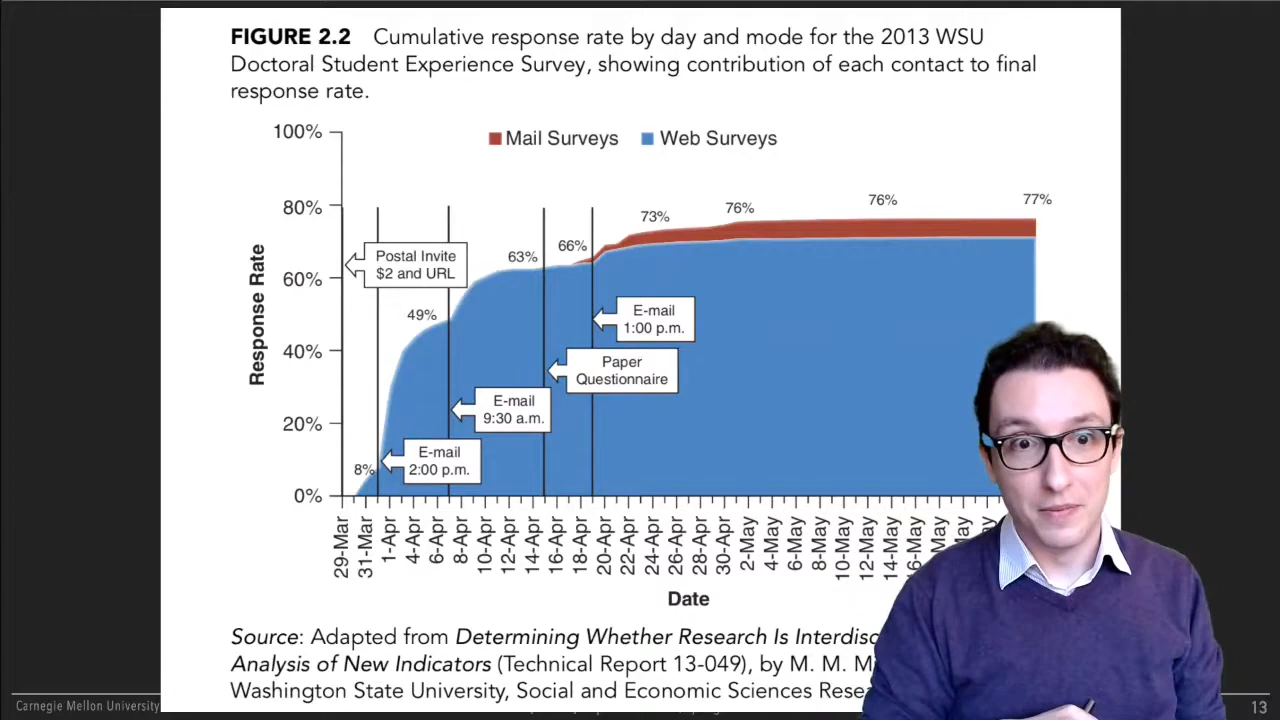 FIGURE 2.2 Cumulative response rate by day and mode for the 2013 WSU
Doctoral Student Experience Survey, showing contribution of each contact to final
response rate.
Mail Surveys Web Surveys
100%
80%
60%
40%
20%
0%
Response Rate
8%
49%
63%
66%
73%
76%
76%
77%
Postal Invite
$2 and URL
E-mail
2:00 p.m.
E-mail
9:30 a.m.
Paper
Questionnaire
E-mail
1:00 p.m.
29-Mar
31-Mar
1-Apr
4-Apr
6-Apr
8-Apr
10-Apr
12-Apr
14-Apr
16-Apr
18-Apr
20-Apr
22-Apr
24-Apr
26-Apr
28-Apr
30-Apr
2-May
4-May
6-May
8-May
10-May
12-May
14-May
Date
Source: Adapted from Determining Whether Research Is
Analysis of New Indicators (Technical Report 13-049), by M. M.
Washington State University, Social and Economic Sciences
Carnegie Mellon University
13